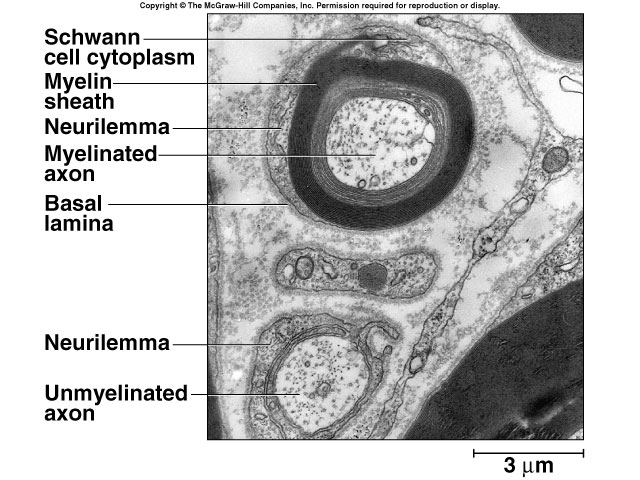 Copyright © The McGraw-Hill Companies, Inc. Permission required for reproduction or display.
Schwann
cell cytoplasm
Myelin
sheath
Neurilemma
Myelinated
axon
Basal
lamina
Neurilemma
Unmyelinated
axon
3 μm